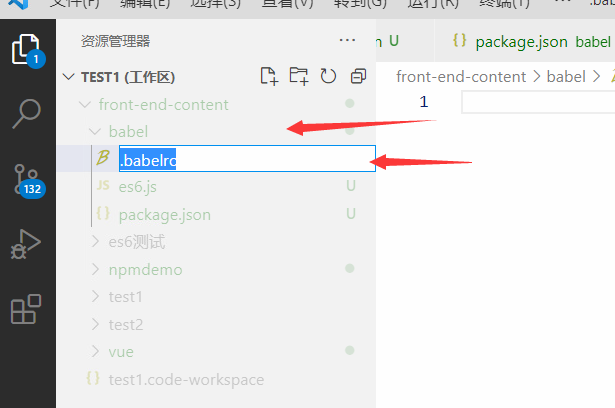 文件(F) 编辑(E) 选择(S) 查看(V) 转到(G) 运行(R) 终端(T) ··· .bab
资源管理器 ···
n U {} package.json babel
TEST1 (工作区)
front-end-content > babel >
1
1
front-end-content
babel
B .babelrc
JS es6.js U
{} package.json U
132
es6测试
npmdemo
test1
test2
vue
{} test1.code-workspace